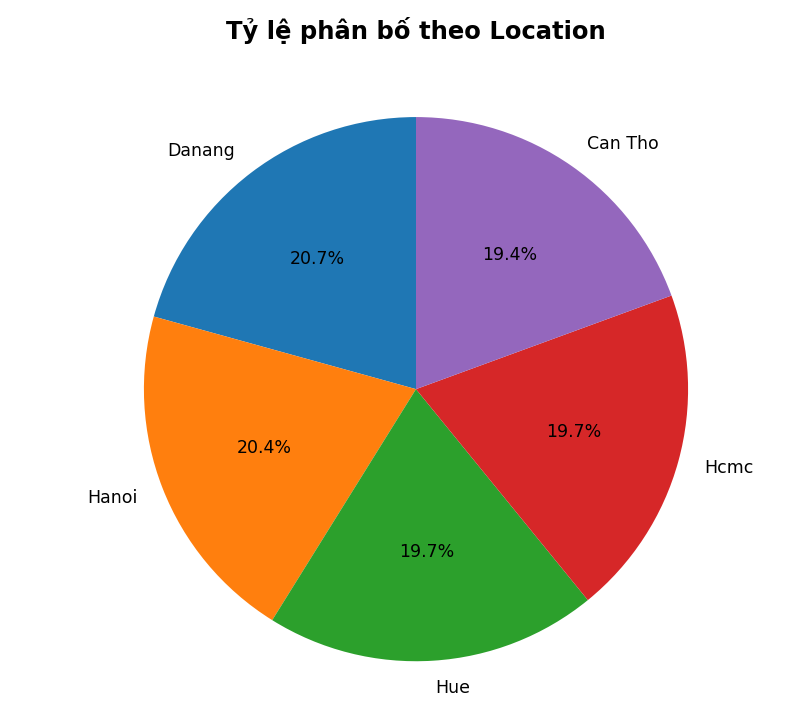 Tỷ lệ phân bố theo Location
Danang
Can Tho
20.7%
19.4%
19.7%
20.4%
Hcmc
Hanoi
19.7%
Hue